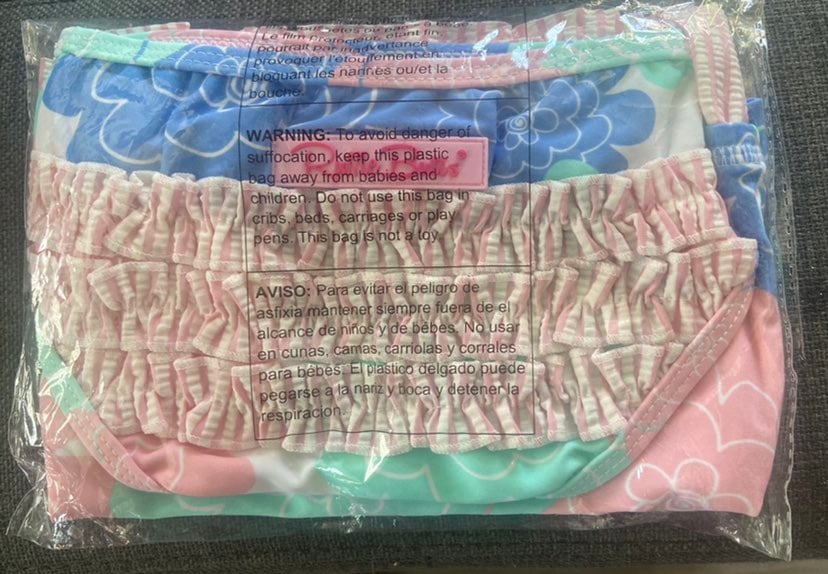 Le film protecteur, étant fin,
pourrait par inadvertance
provoquer l'étouffement en
bloquant les narines ou/et la
bouche.
WARNING: To avoid danger of
suffocation, keep this plastic
bag away from babies and
children. Do not use this bag in
cribs, beds, carriages or play
pens. This bag is not a toy.
AVISO: Para évitar el peligro de
asfixia mantener siempre fuera de el
alcance de niños y de bébes. No usar
en cunas, camas, carriolas y corrales
para bébes. El plastico delgado puede
pegarse a la nariz y boca y detener la
respiracion.